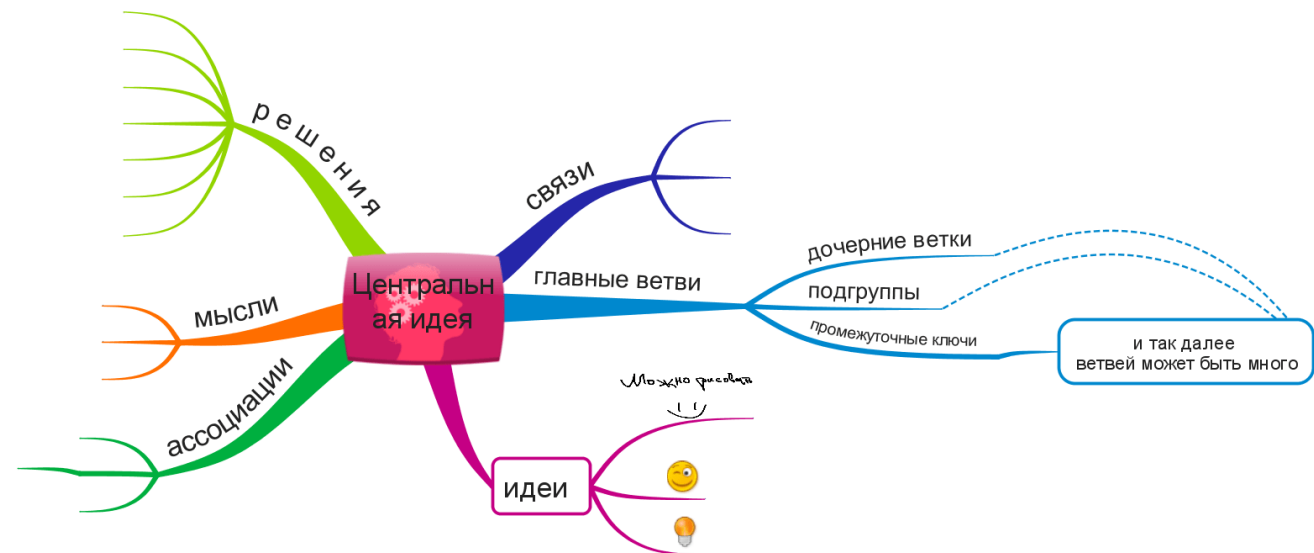 решения
связи
дочерние ветки
главные ветви
Центральн
ая идея
подгруппы
мысли
промежуточные ключи
и так далее
ветвей может быть много
ассоциации
Можно рисовать
идеи